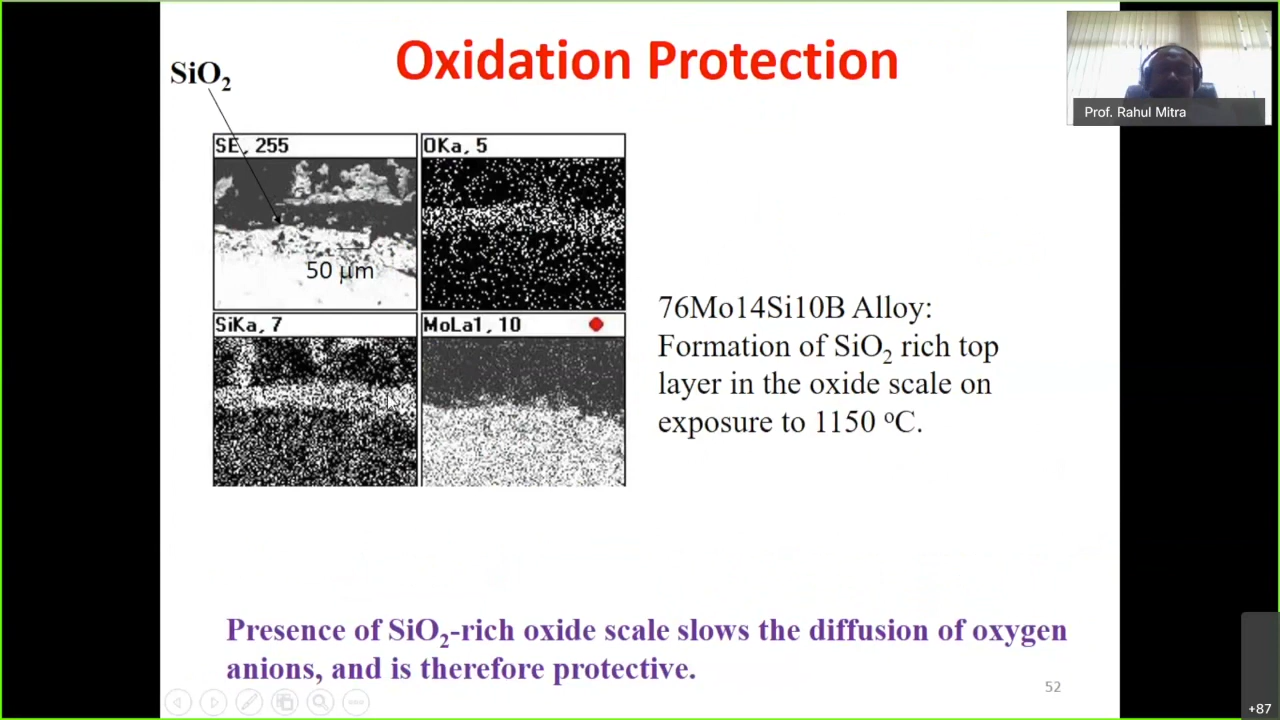 Oxidation Protection
SiO₂
Prof. Rahul Mitra
SE, 255
OKa, 5
50 µm
SiKa, 7
MoLa1, 10
76Mo14Si10B Alloy:
Formation of SiO₂ rich top
layer in the oxide scale on
exposure to 1150 ºC.
Presence of SiO₂-rich oxide scale slows the diffusion of oxygen
anions, and is therefore protective.
52
+87